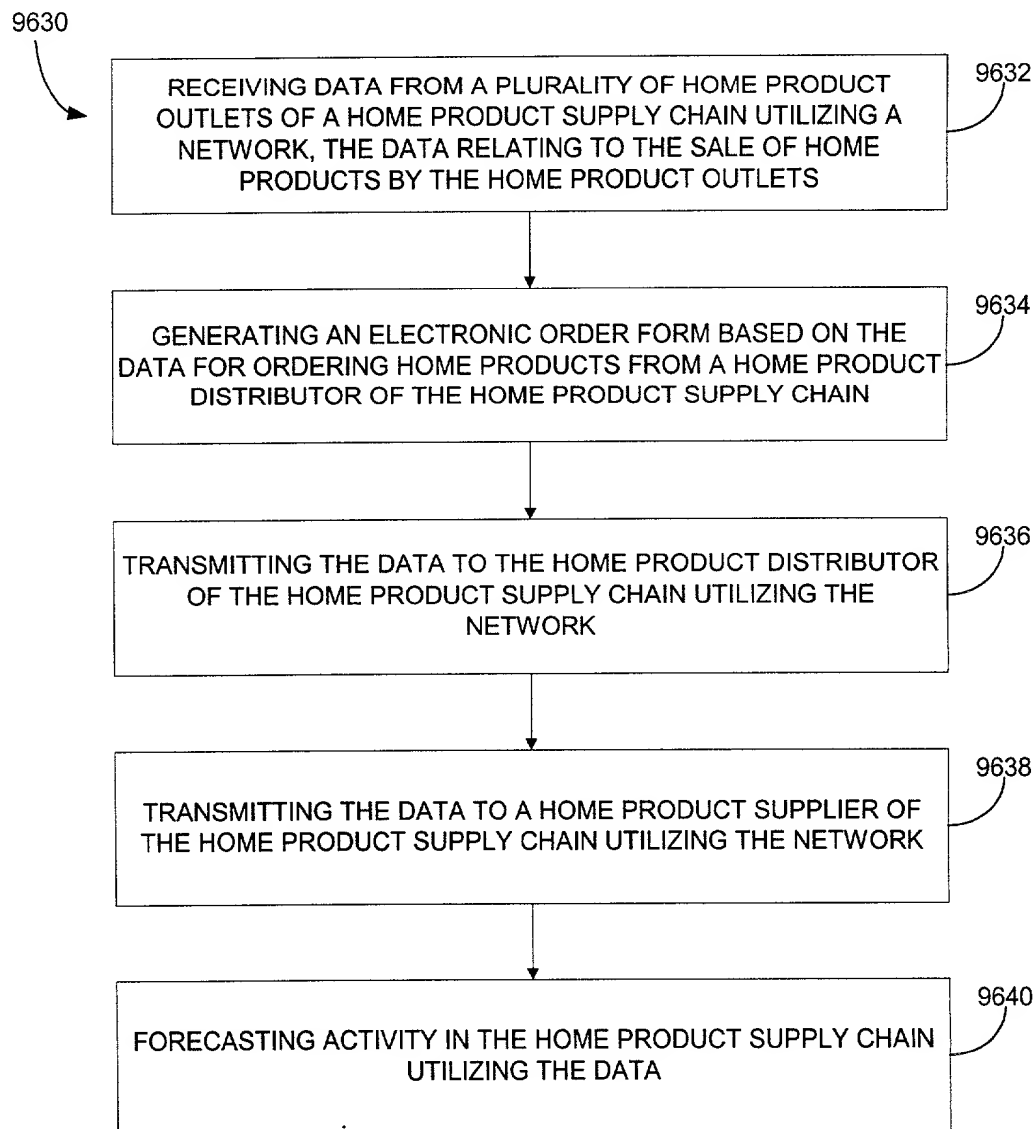 9630
RECEIVING DATA FROM A PLURALITY OF HOME PRODUCT
OUTLETS OF A HOME PRODUCT SUPPLY CHAIN UTILIZING A
NETWORK, THE DATA RELATING TO THE SALE OF HOME
PRODUCTS BY THE HOME PRODUCT OUTLETS
9632
GENERATING AN ELECTRONIC ORDER FORM BASED ON THE
DATA FOR ORDERING HOME PRODUCTS FROM A HOME PRODUCT
DISTRIBUTOR OF THE HOME PRODUCT SUPPLY CHAIN
9634
TRANSMITTING THE DATA TO THE HOME PRODUCT DISTRIBUTOR
OF THE HOME PRODUCT SUPPLY CHAIN UTILIZING THE
NETWORK
9636
TRANSMITTING THE DATA TO A HOME PRODUCT SUPPLIER OF
THE HOME PRODUCT SUPPLY CHAIN UTILIZING THE NETWORK
9638
FORECASTING ACTIVITY IN THE HOME PRODUCT SUPPLY CHAIN
UTILIZING THE DATA
9640